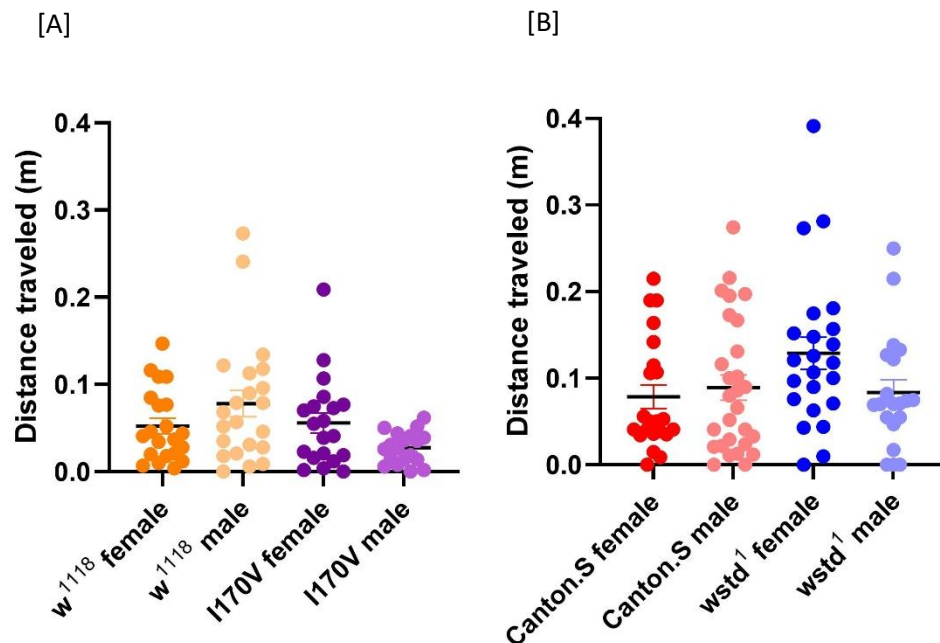 [A]
[B]
Distance traveled (m)
0.4
0.3
0.2
0.1
0.0
w ¹¹¹⁸ female
w ¹¹¹⁸ male
I170V female
I170V male
Distance traveled (m)
0.4
0.3
0.2
0.1
0.0
Canton.S female
Canton.S male
wstd¹ female
wstd¹ male